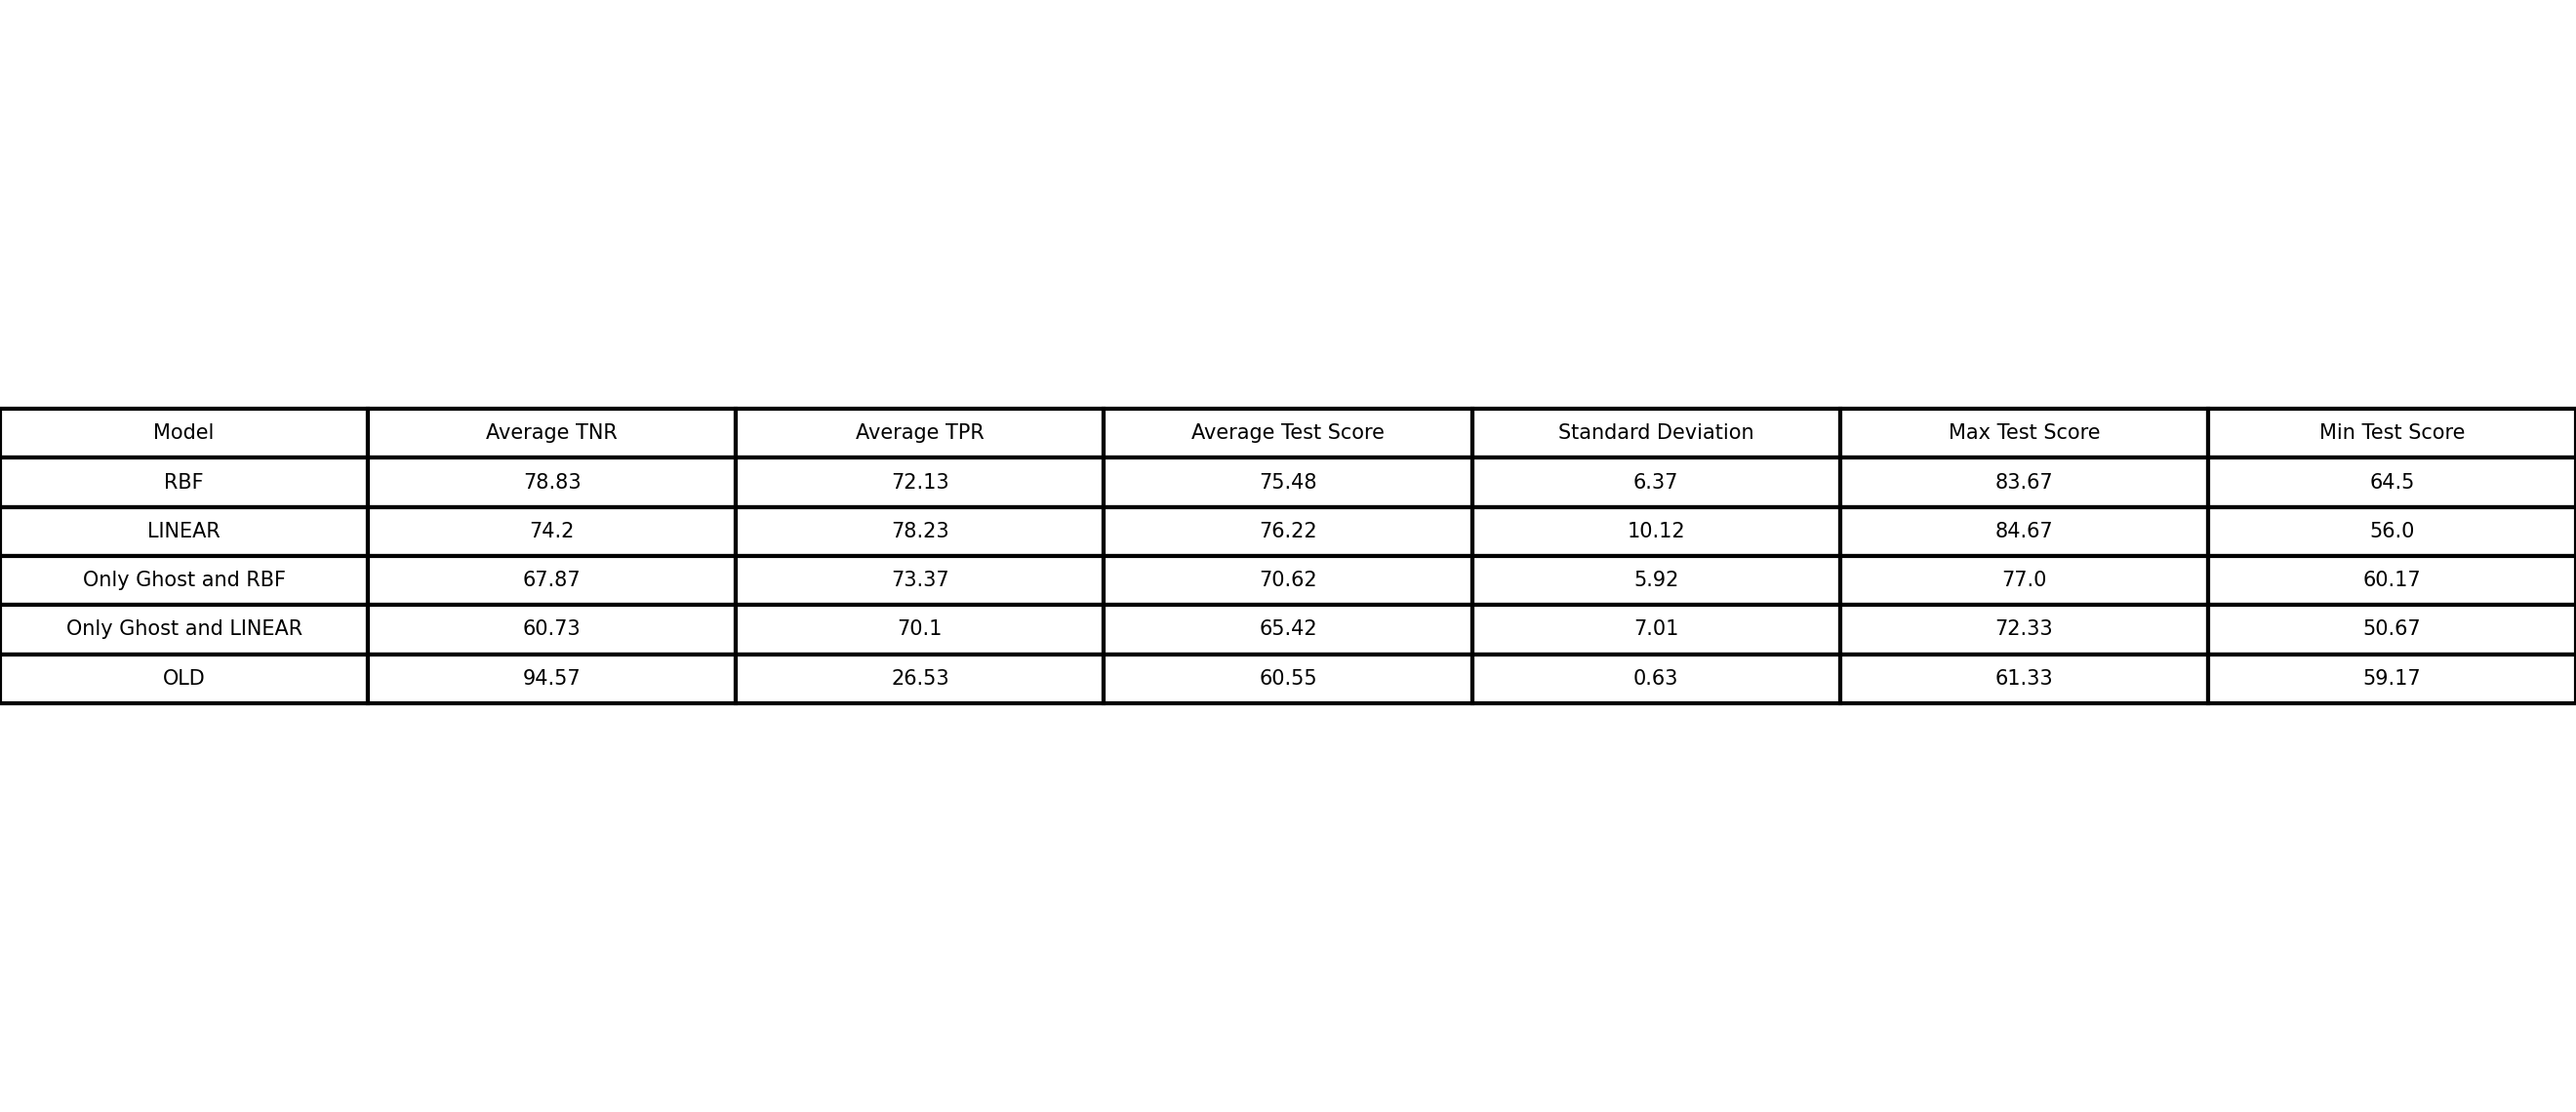 Model Average TNR Average TPR Average Test Score Standard Deviation Max Test Score Min Test Score
RBF 78.83 72.13 75.48 6.37 83.67 64.5
LINEAR 74.2 78.23 76.22 10.12 84.67 56.0
Only Ghost and RBF 67.87 73.37 70.62 5.92 77.0 60.17
Only Ghost and LINEAR 60.73 70.1 65.42 7.01 72.33 50.67
OLD 94.57 26.53 60.55 0.63 61.33 59.17